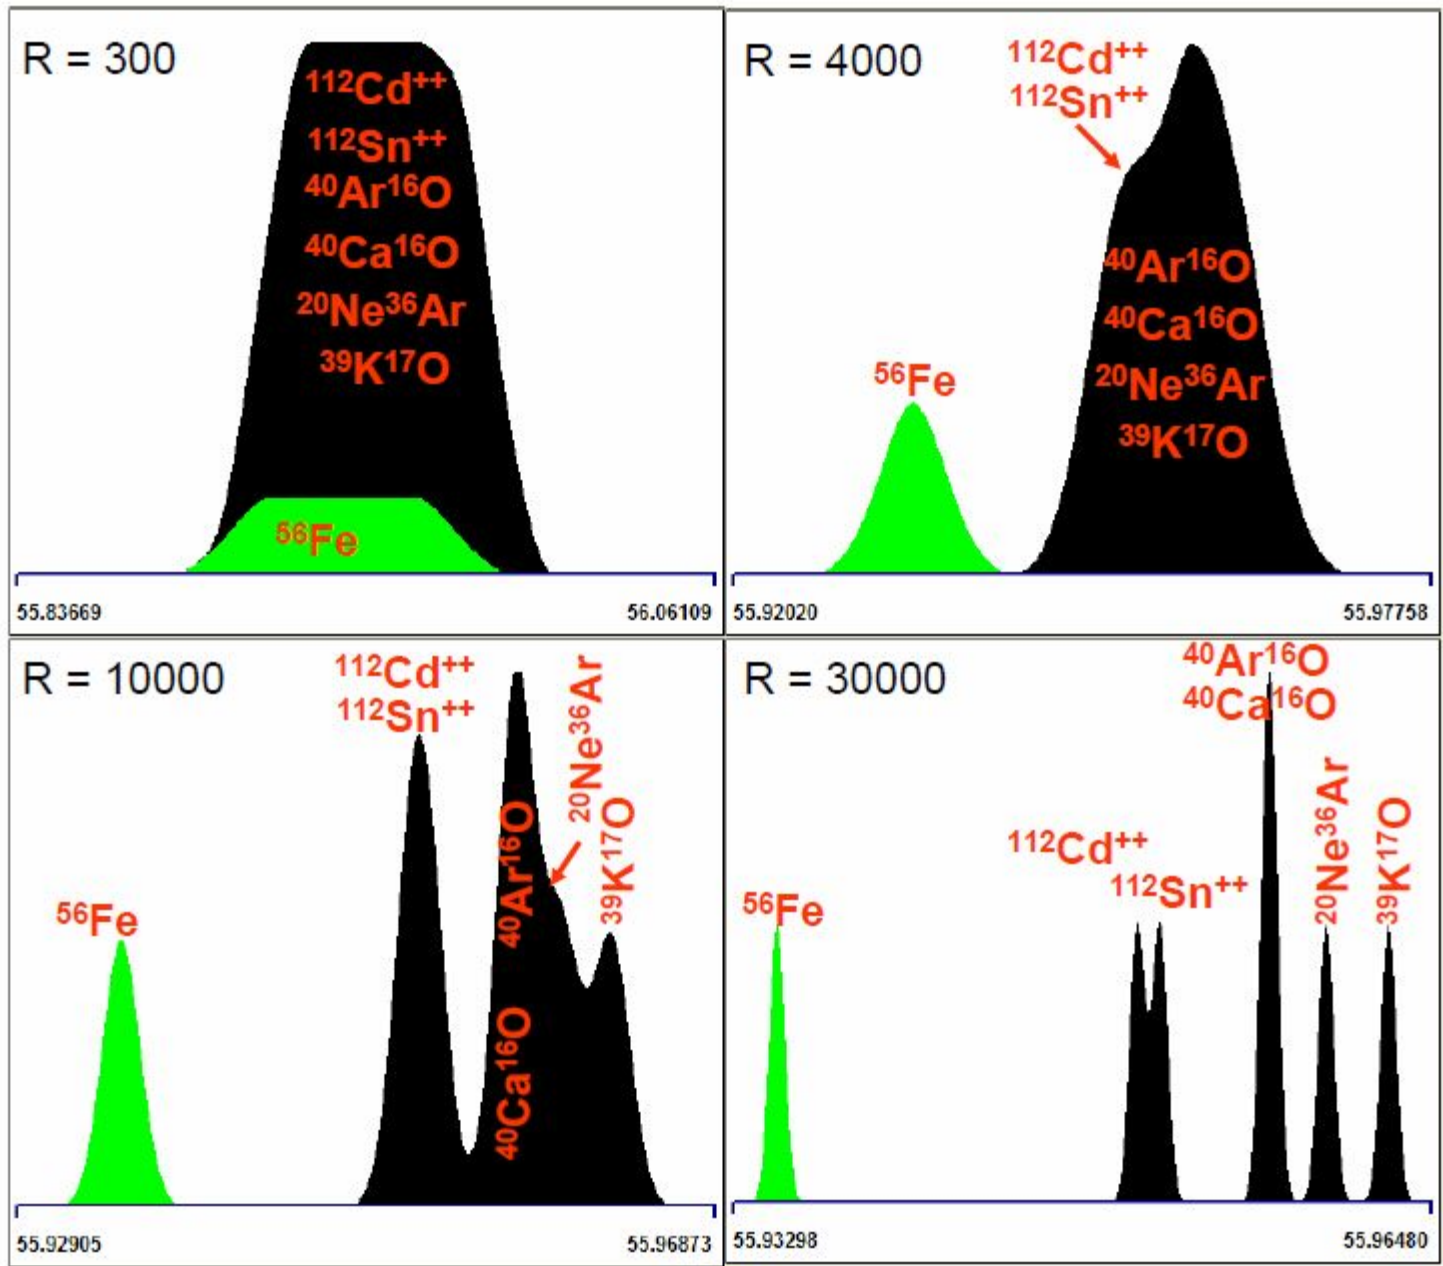 R = 300
¹¹²Cd⁺⁺
¹¹²Sn⁺⁺
⁴⁰Ar¹⁶O
⁴⁰Ca¹⁶O
²⁰Ne³⁶Ar
³⁹K¹⁷O
⁵⁶Fe
55.83669
56.06109
R = 4000
¹¹²Cd⁺⁺
¹¹²Sn⁺⁺
⁴⁰Ar¹⁶O
⁴⁰Ca¹⁶O
²⁰Ne³⁶Ar
³⁹K¹⁷O
⁵⁶Fe
55.92020
55.97758
R = 10000
¹¹²Cd⁺⁺
¹¹²Sn⁺⁺
⁵⁶Fe
⁴⁰Ar¹⁶O
⁴⁰Ca¹⁶O
²⁰Ne³⁶Ar
³⁹K¹⁷O
55.92905
55.96873
R = 30000
⁴⁰Ar¹⁶O
⁴⁰Ca¹⁶O
¹¹²Cd⁺⁺
¹¹²Sn⁺⁺
⁵⁶Fe
²⁰Ne³⁶Ar
³⁹K¹⁷O
55.93298
55.96480